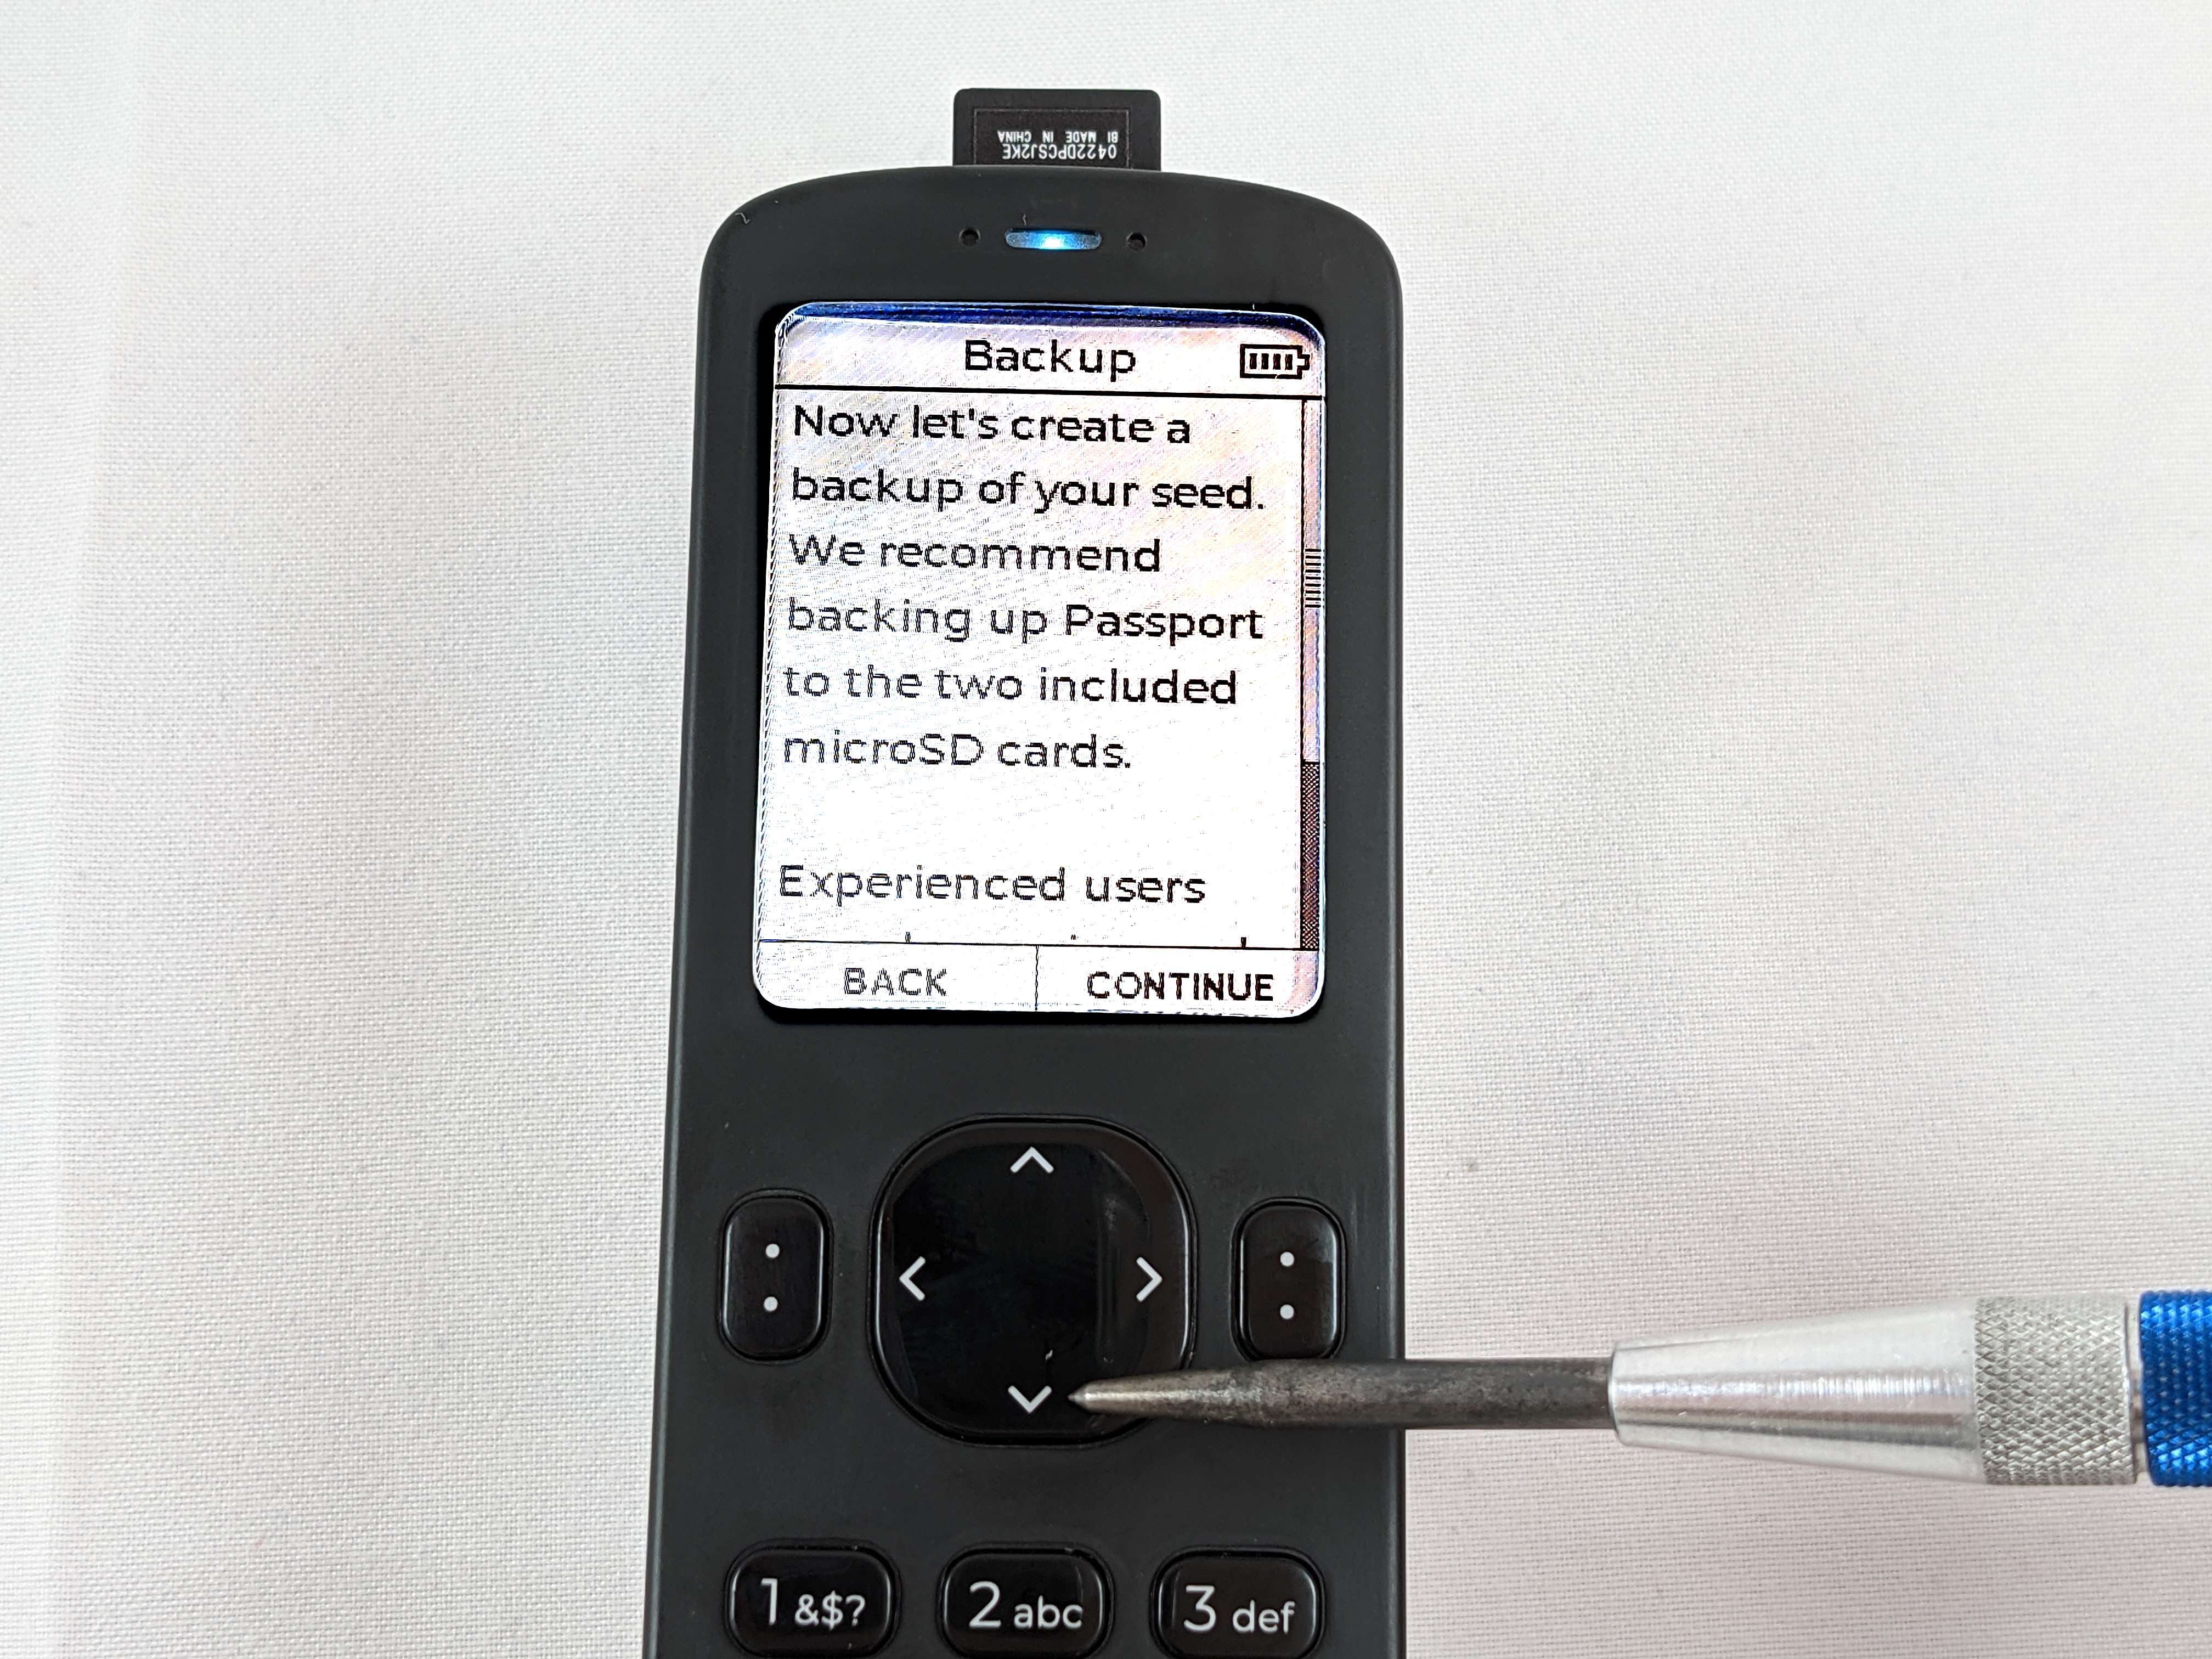 BI MADE IN CHINA
0422DPCSJ2KE
Backup
Now let's create a
backup of your seed.
We recommend
backing up Passport
to the two included
microSD cards.
Experienced users
BACK
CONTINUE
1 &$?
2 abc
3 def